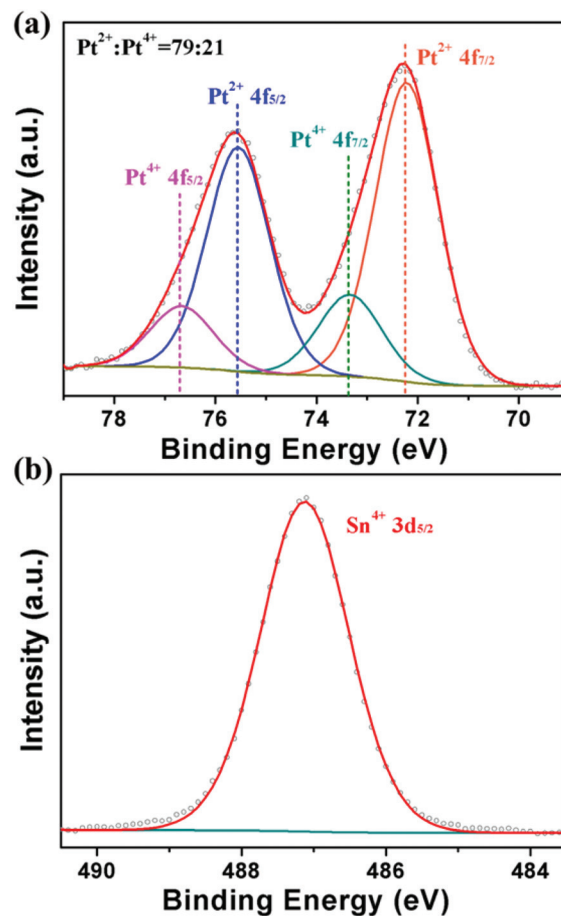 (a)
Pt²⁺:Pt⁴⁺=79:21
Pt²⁺ 4f₇/₂
Pt²⁺ 4f₅/₂
Pt⁴⁺ 4f₇/₂
Pt⁴⁺ 4f₅/₂
Intensity (a.u.)
78 76 74 72 70
Binding Energy (eV)
(b)
Sn⁴⁺ 3d₅/₂
Intensity (a.u.)
490 488 486 484
Binding Energy (eV)